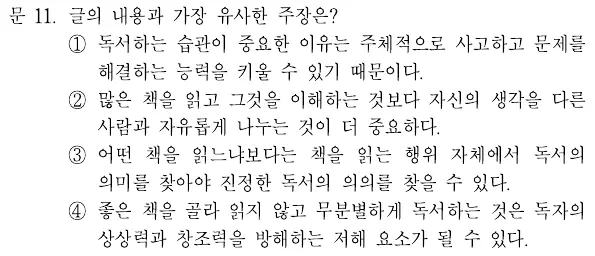 문 11. 글의 내용과 가장 유사한 주장은?
① 독서하는 습관이 중요한 이유는 주체적으로 사고하고 문제를
해결하는 능력을 키울 수 있기 때문이다.
② 많은 책을 읽고 그것을 이해하는 것보다 자신의 생각을 다른
사람과 자유롭게 나누는 것이 더 중요하다.
③ 어떤 책을 읽느냐보다는 책을 읽는 행위 자체에서 독서의
의미를 찾아야 진정한 독서의 의의를 찾을 수 있다.
④ 좋은 책을 골라 읽지 않고 무분별하게 독서하는 것은 독자의
상상력과 창조력을 방해하는 저해 요소가 될 수 있다.